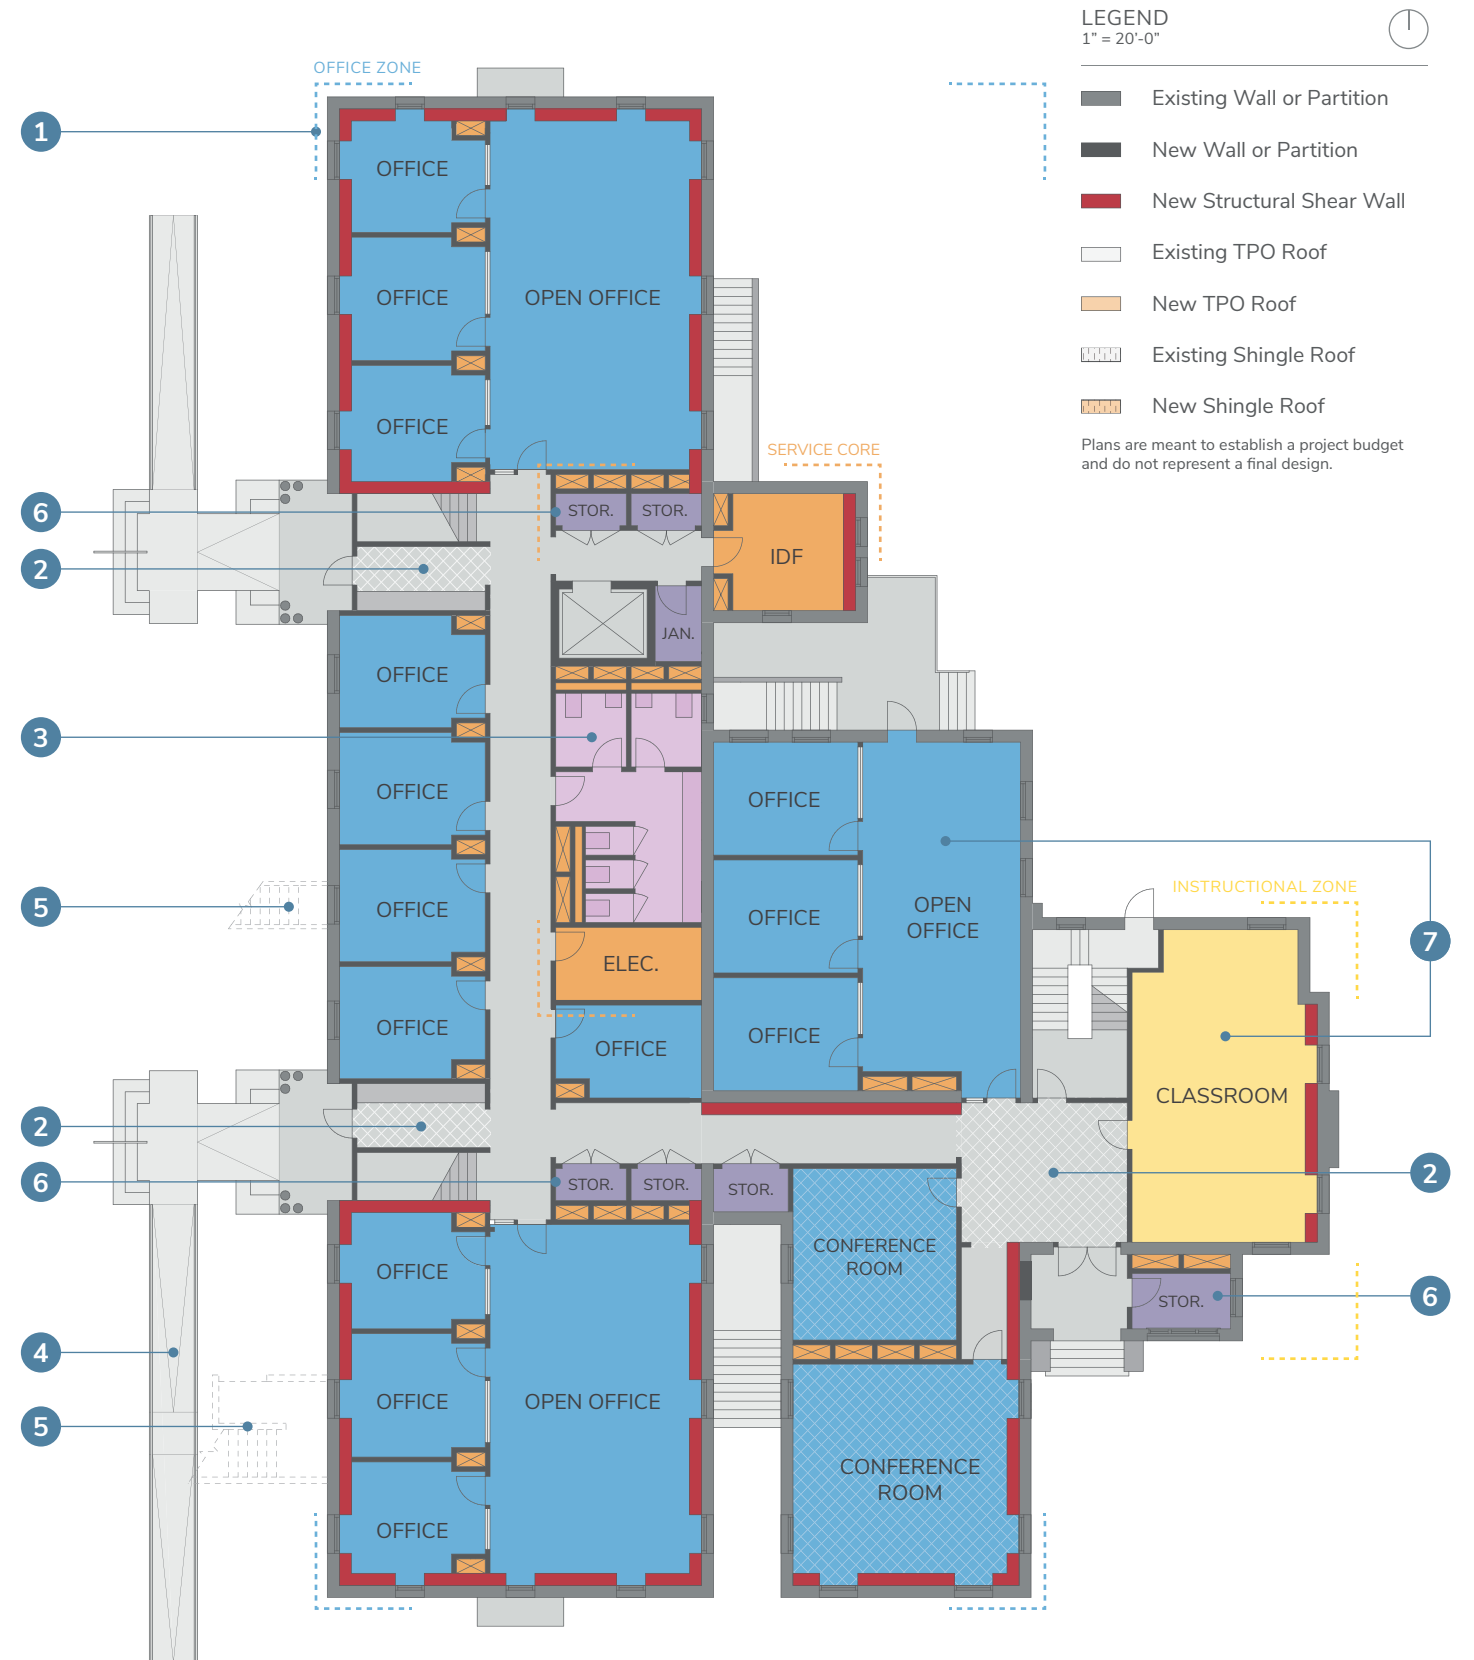 LEGEND
1” = 20’-0”
Existing Wall or Partition
New Wall or Partition
New Structural Shear Wall
Existing TPO Roof
New TPO Roof
Existing Shingle Roof
New Shingle Roof
Plans are meant to establish a project budget
and do not represent a final design.
OFFICE ZONE
1
OFFICE
OFFICE
OPEN OFFICE
OFFICE
SERVICE CORE
6
STOR.
STOR.
IDF
2
JAN.
OFFICE
3
OFFICE
OFFICE
OFFICE
OFFICE
OPEN
OFFICE
INSTRUCTIONAL ZONE
5
7
ELEC.
OFFICE
OFFICE
OFFICE
CLASSROOM
2
2
6
STOR.
STOR.
STOR.
CONFERENCE
ROOM
OFFICE
STOR.
6
4
OFFICE
OPEN OFFICE
5
CONFERENCE
ROOM
OFFICE